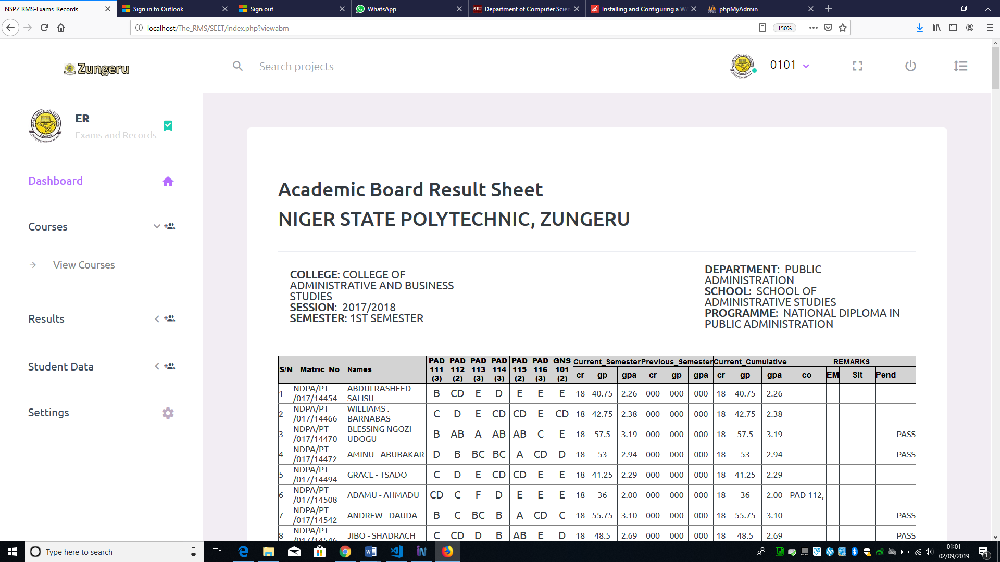 NSPZ RMS-Exams_Records
Sign in to Outlook
Sign out
WhatsApp
SIU Department of Computer Scien
Installing and Configuring a WA
phpMyAdmin
localhost/The_RMS/SEET/index.php?viewabm
150%
Zungeru
Search projects
0101
ER
Exams and Records
Dashboard
Courses
View Courses
Results
Student Data
Settings
Academic Board Result Sheet
NIGER STATE POLYTECHNIC, ZUNGERU
COLLEGE: COLLEGE OF
ADMINISTRATIVE AND BUSINESS
STUDIES
SESSION: 2017/2018
SEMESTER: 1ST SEMESTER
DEPARTMENT: PUBLIC
ADMINISTRATION
SCHOOL: SCHOOL OF
ADMINISTRATIVE STUDIES
PROGRAMME: NATIONAL DIPLOMA IN
PUBLIC ADMINISTRATION
S/N Matric_No Names PAD 111 (3) PAD 112 (2) PAD 113 (3) PAD 114 (3) PAD 115 (2) PAD 116 (3) GNS 101 (2) Current_Semester Previous_Semester Current_Cumulative REMARKS
cr gp gpa cr gp gpa cr gp gpa co EM Sit Pend
1 NDPA/PT /017/14454 ABDULRASHEED - SALISU B CD E D E E E 18 40.75 2.26 000 000 000 18 40.75 2.26
2 NDPA/PT /017/14466 WILLIAMS . BARNABAS C D E CD CD E CD 18 42.75 2.38 000 000 000 18 42.75 2.38
3 NDPA/PT /017/14470 BLESSING NGOZI UDOGU B AB A AB AB C E 18 57.5 3.19 000 000 000 18 57.5 3.19 PASS
4 NDPA/PT /017/14472 AMINU - ABUBAKAR D B BC BC A CD D 18 53 2.94 000 000 000 18 53 2.94 PASS
5 NDPA/PT /017/14494 GRACE - TSADO C D E CD CD E E 18 41.25 2.29 000 000 000 18 41.25 2.29
6 NDPA/PT /017/14508 ADAMU - AHMADU CD C F D E E E 18 36 2.00 000 000 000 18 36 2.00 PAD 112,
7 NDPA/PT /017/14542 ANDREW - DAUDA B C BC B A CD C 18 55.75 3.10 000 000 000 18 55.75 3.10 PASS
8 NDPA/PT /017/14546 JIBO - SHADRACH C CD D B AB E D 18 48.5 2.69 000 000 000 18 48.5 2.69 PASS
Type here to search
01:01
02/09/2019
1